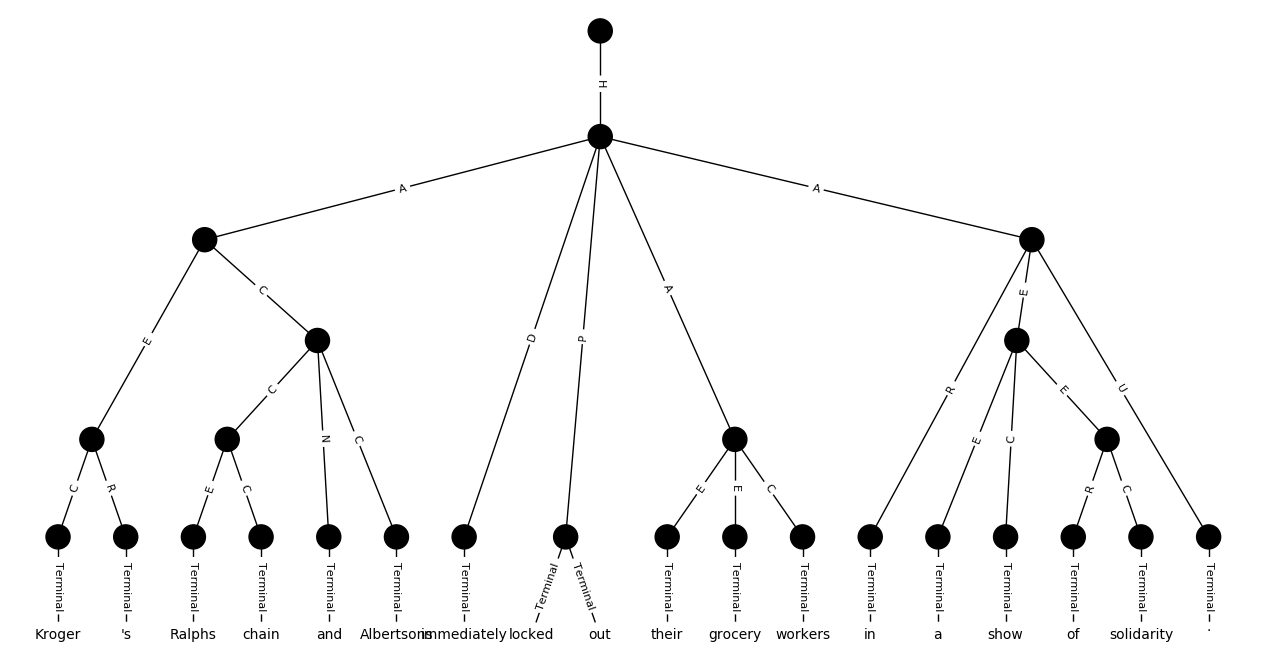 H
A
A
C
E
A
E
D
P
R
U
C
E
C
N
C
E
C
E
C
R
E
C
E
E
C
R
C
Terminal Terminal Terminal Terminal Terminal Terminal Terminal Terminal Terminal Terminal Terminal Terminal Terminal Terminal Terminal Terminal Terminal Terminal
Kroger 's Ralphs chain and Albertsons immediately locked out their grocery workers in a show of solidarity .